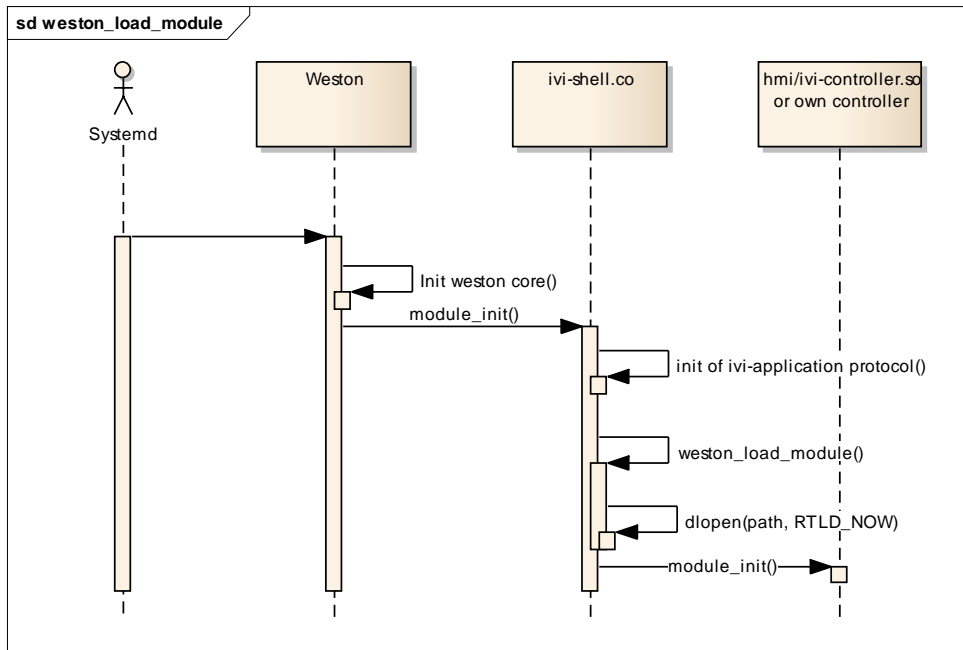 sd weston_load_module
Systemd
Weston
ivi-shell.co
hmi/ivi-controller.so
or own controller
Init weston core()
module_init()
init of ivi-application protocol()
weston_load_module()
dlopen(path, RTLD_NOW)
module_init()